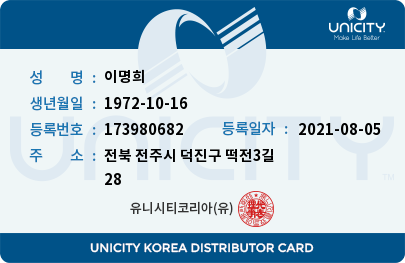 UNICITY
Make Life Better
성 명 : 이명희
생년월일 : 1972-10-16
등록번호 : 173980682 등록일자 : 2021-08-05
주 소 : 전북 전주시 덕진구 떡전3길
28
UNICITY
TM
유니시티코리아(유)
UNICITY KOREA DISTRIBUTOR CARD